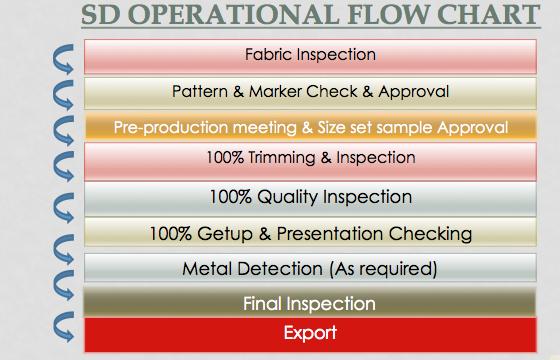 SD OPERATIONAL FLOW CHART
Fabric Inspection
Pattern & Marker Check & Approval
Pre-production meeting & Size set sample Approval
100% Trimming & Inspection
100% Quality Inspection
100% Getup & Presentation Checking
Metal Detection (As required)
Final Inspection
Export